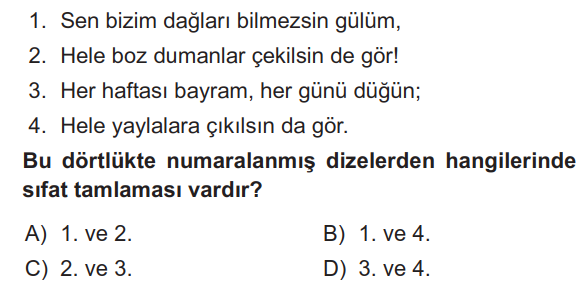 1. Sen bizim dağları bilmezsin gülüm,
2. Hele boz dumanlar çekilsin de gör!
3. Her haftası bayram, her günü düğün;
4. Hele yaylalara çıkılsın da gör.
Bu dörtlükte numaralanmış dizelerden hangilerinde
sıfat tamlaması vardır?
A) 1. ve 2. B) 1. ve 4.
C) 2. ve 3. D) 3. ve 4.